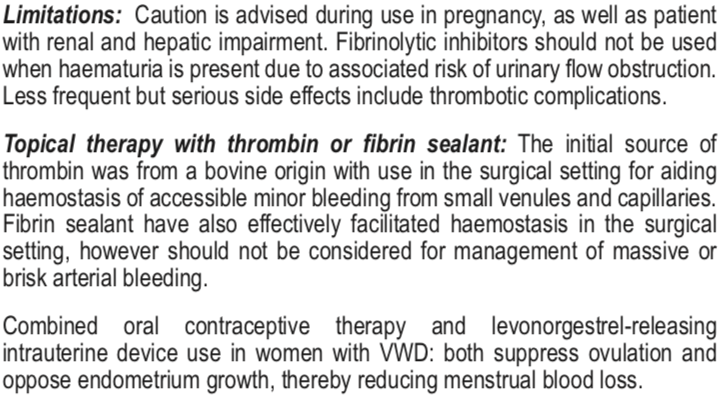 Limitations: Caution is advised during use in pregnancy, as well as patient
with renal and hepatic impairment. Fibrinolytic inhibitors should not be used
when haematuria is present due to associated risk of urinary flow obstruction.
Less frequent but serious side effects include thrombotic complications.
Topical therapy with thrombin or fibrin sealant: The initial source of
thrombin was from a bovine origin with use in the surgical setting for aiding
haemostasis of accessible minor bleeding from small venules and capillaries.
Fibrin sealant have also effectively facilitated haemostasis in the surgical
setting, however should not be considered for management of massive or
brisk arterial bleeding.
Combined oral contraceptive therapy and levonorgestrel-releasing
intrauterine device use in women with VWD: both suppress ovulation and
oppose endometrium growth, thereby reducing menstrual blood loss.